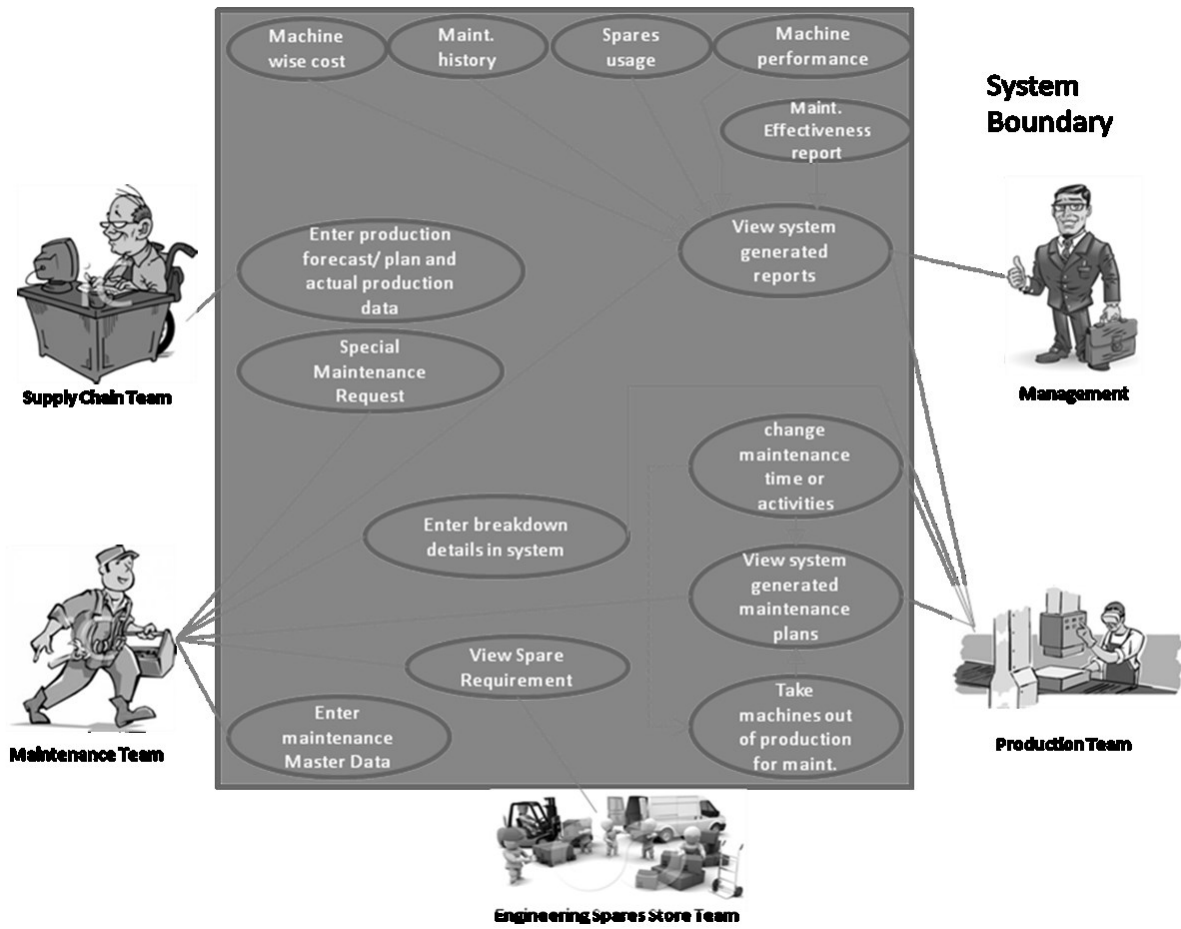 Machine
wise cost
Maint.
history
Spares
usage
Machine
performance
System
Boundary
Maint.
Effectiveness
report
Enter production
forecast/ plan and
actual production
data
View system
generated
reports
Special
Maintenance
Request
Supply Chain Team
Management
change
maintenance
time or
activities
Enter breakdown
details in system
View system
generated
maintenance
plans
View Spare
Requirement
Enter
maintenance
Master Data
Take
machines out
of production
for maint.
Maintenance Team
Production Team
Engineering Spares Store Team